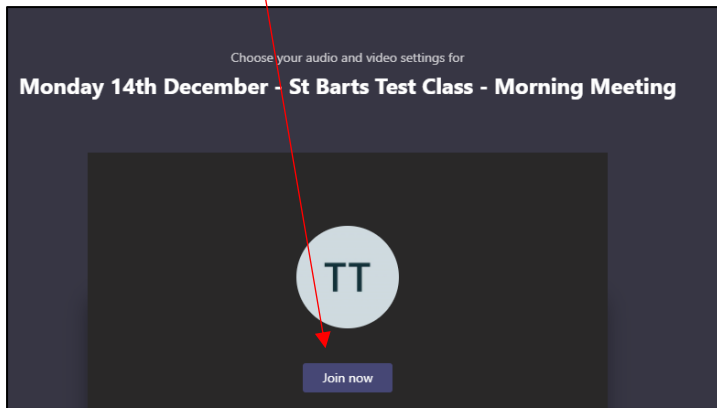 Choose your audio and video settings for
Monday 14th December - St Barts Test Class - Morning Meeting
TT
Join now